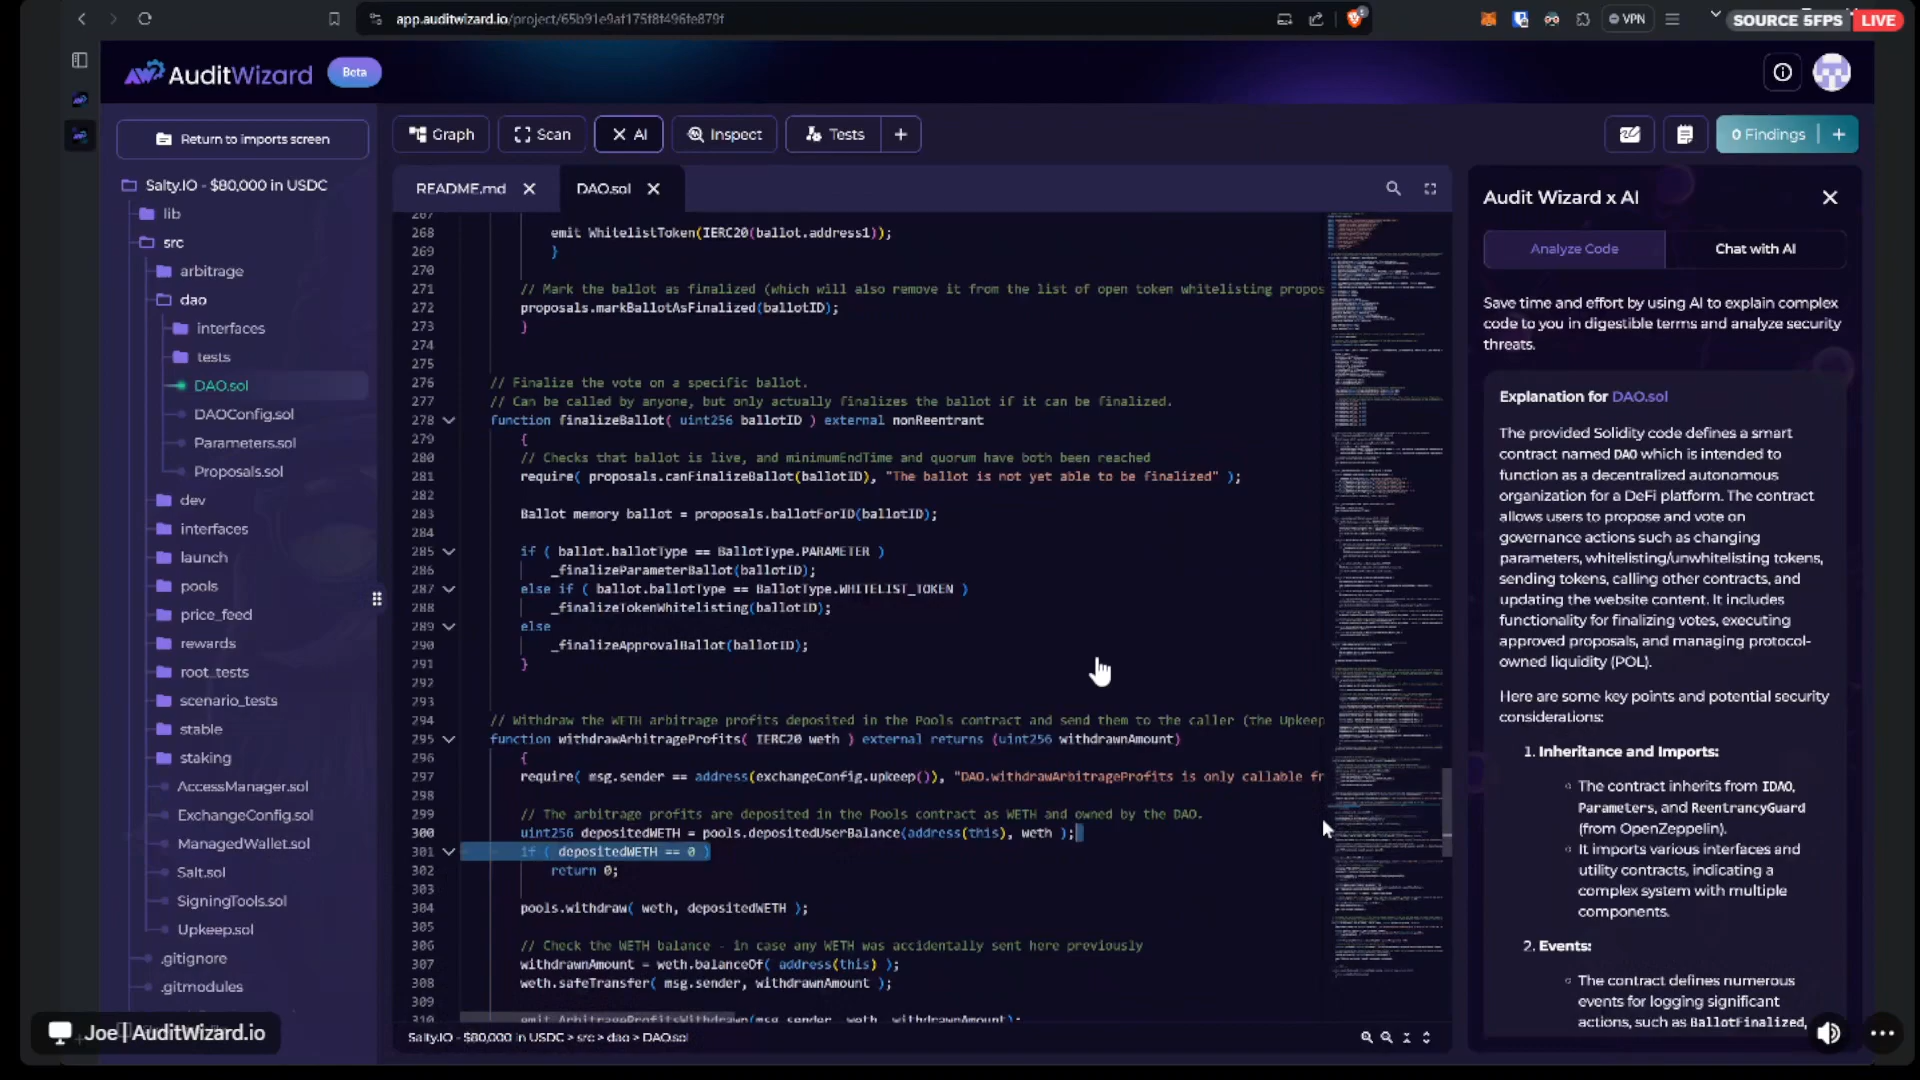 app.auditwizard.io/project/65b91e9af175f8f496fe879f
VPN
SOURCE 5FPS
LIVE
AuditWizard
Beta
Return to imports screen
Graph
Scan
AI
Inspect
Tests
0 Findings
Salty.IO - $80,000 in USDC
lib
src
arbitrage
dao
interfaces
tests
DAO.sol
DAOConfig.sol
Parameters.sol
Proposals.sol
dev
interfaces
launch
pools
price_feed
rewards
root_tests
scenario_tests
stable
staking
AccessManager.sol
ExchangeConfig.sol
ManagedWallet.sol
Salt.sol
SigningTools.sol
Upkeep.sol
.gitignore
.gitmodules
README.md
DAO.sol
267
268 emit WhitelistToken(IERC20(ballot.address1));
269 }
270
271 // Mark the ballot as finalized (which will also remove it from the list of open token whitelisting propos
272 proposals.markBallotAsFinalized(ballotID);
273 }
274
275
276 // Finalize the vote on a specific ballot.
277 // Can be called by anyone, but only actually finalizes the ballot if it can be finalized.
278 function finalizeBallot( uint256 ballotID ) external nonReentrant
279 {
280 // Checks that ballot is live, and minimumEndTime and quorum have both been reached
281 require( proposals.canFinalizeBallot(ballotID), "The ballot is not yet able to be finalized" );
282
283 Ballot memory ballot = proposals.ballotForID(ballotID);
284
285 if ( ballot.ballotType == BallotType.PARAMETER )
286 _finalizeParameterBallot(ballotID);
287 else if ( ballot.ballotType == BallotType.WHITELIST_TOKEN )
288 _finalizeTokenWhitelisting(ballotID);
289 else
290 _finalizeApprovalBallot(ballotID);
291 }
292
293
294 // Withdraw the WETH arbitrage profits deposited in the Pools contract and send them to the caller (the Upkeep
295 function withdrawArbitrageProfits( IERC20 weth ) external returns (uint256 withdrawnAmount)
296 {
297 require( msg.sender == address(exchangeConfig.upkeep()), "DAO.withdrawArbitrageProfits is only callable fr
298
299 // The arbitrage profits are deposited in the Pools contract as WETH and owned by the DAO.
300 uint256 depositedWETH = pools.depositedUserBalance(address(this), weth );
301 if ( depositedWETH == 0 )
302 return 0;
303
304 pools.withdraw( weth, depositedWETH );
305
306 // Check the WETH balance - in case any WETH was accidentally sent here previously
307 withdrawnAmount = weth.balanceOf( address(this) );
308 weth.safeTransfer( msg.sender, withdrawnAmount );
309
310 emit ArbitrageProfitsWithdrawn(msg.sender, weth, withdrawnAmount);
Salty.IO - $80,000 in USDC > src > dao > DAO.sol
Audit Wizard x AI
Analyze Code
Chat with AI
Save time and effort by using AI to explain complex
code to you in digestible terms and analyze security
threats.
Explanation for DAO.sol
The provided Solidity code defines a smart
contract named DAO which is intended to
function as a decentralized autonomous
organization for a DeFi platform. The contract
allows users to propose and vote on
governance actions such as changing
parameters, whitelisting/unwhitelisting tokens,
sending tokens, calling other contracts, and
updating the website content. It includes
functionality for finalizing votes, executing
approved proposals, and managing protocol-
owned liquidity (POL).
Here are some key points and potential security
considerations:
1. Inheritance and Imports:
The contract inherits from IDAO,
Parameters, and ReentrancyGuard
(from OpenZeppelin).
It imports various interfaces and
utility contracts, indicating a
complex system with multiple
components.
2. Events:
The contract defines numerous
events for logging significant
actions, such as BallotFinalized,
Joe | AuditWizard.io